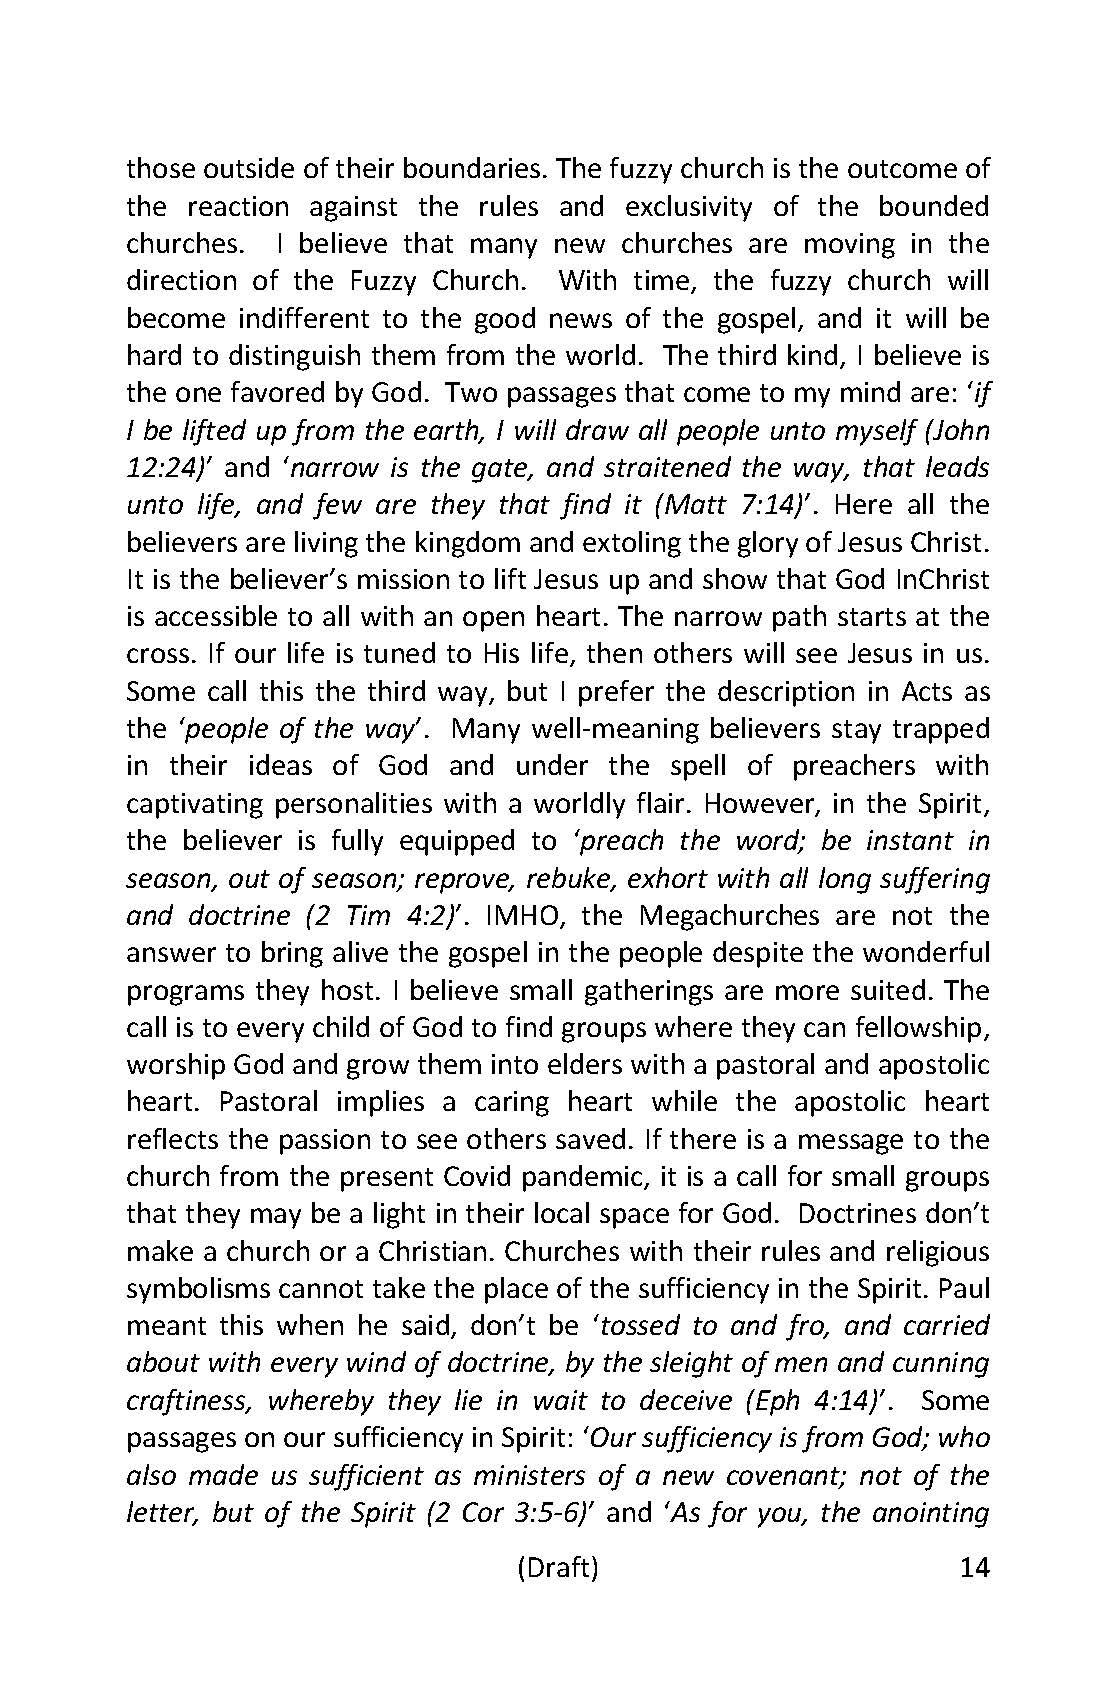 those outside of their boundaries. The fuzzy church is the outcome of
the reaction against the rules and exclusivity of the bounded
churches. I believe that many new churches are moving in the
direction of the Fuzzy Church. With time, the fuzzy church will
become indifferent to the good news of the gospel, and it will be
hard to distinguish them from the world. The third kind, I believe is
the one favored by God. Two passages that come to my mind are: ‘if
I be lifted up from the earth, I will draw all people unto myself (John
12:24)’ and ‘narrow is the gate, and straitened the way, that leads
unto life, and few are they that find it (Matt 7:14)’. Here all the
believers are living the kingdom and extoling the glory of Jesus Christ.
It is the believer’s mission to lift Jesus up and show that God InChrist
is accessible to all with an open heart. The narrow path starts at the
cross. If our life is tuned to His life, then others will see Jesus in us.
Some call this the third way, but I prefer the description in Acts as
the ‘people of the way’. Many well-meaning believers stay trapped
in their ideas of God and under the spell of preachers with
captivating personalities with a worldly flair. However, in the Spirit,
the believer is fully equipped to ‘preach the word; be instant in
season, out of season; reprove, rebuke, exhort with all long suffering
and doctrine (2 Tim 4:2)’. IMHO, the Megachurches are not the
answer to bring alive the gospel in the people despite the wonderful
programs they host. I believe small gatherings are more suited. The
call is to every child of God to find groups where they can fellowship,
worship God and grow them into elders with a pastoral and apostolic
heart. Pastoral implies a caring heart while the apostolic heart
reflects the passion to see others saved. If there is a message to the
church from the present Covid pandemic, it is a call for small groups
that they may be a light in their local space for God. Doctrines don’t
make a church or a Christian. Churches with their rules and religious
symbolisms cannot take the place of the sufficiency in the Spirit. Paul
meant this when he said, don’t be ‘tossed to and fro, and carried
about with every wind of doctrine, by the sleight of men and cunning
craftiness, whereby they lie in wait to deceive (Eph 4:14)’. Some
passages on our sufficiency in Spirit: ‘Our sufficiency is from God; who
also made us sufficient as ministers of a new covenant; not of the
letter, but of the Spirit (2 Cor 3:5-6)’ and ‘As for you, the anointing
(Draft) 14